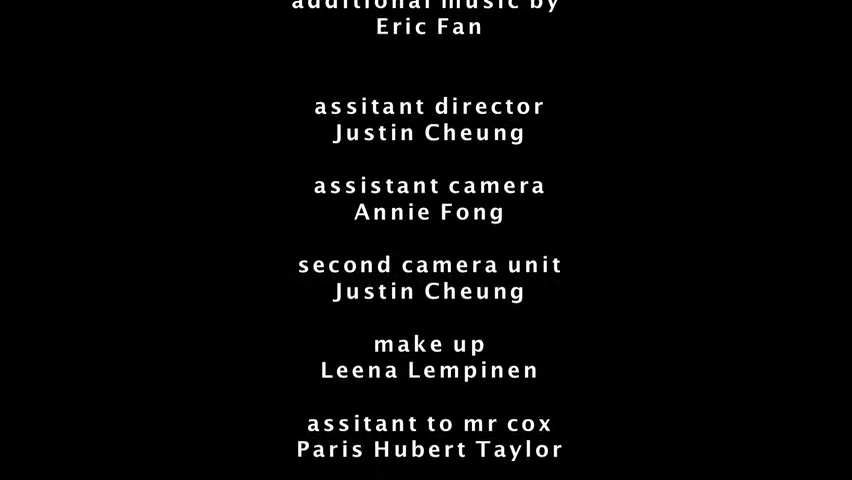 additional music by
Eric Fan
assitant director
Justin Cheung
assistant camera
Annie Fong
second camera unit
Justin Cheung
make up
Leena Lempinen
assitant to mr cox
Paris Hubert Taylor